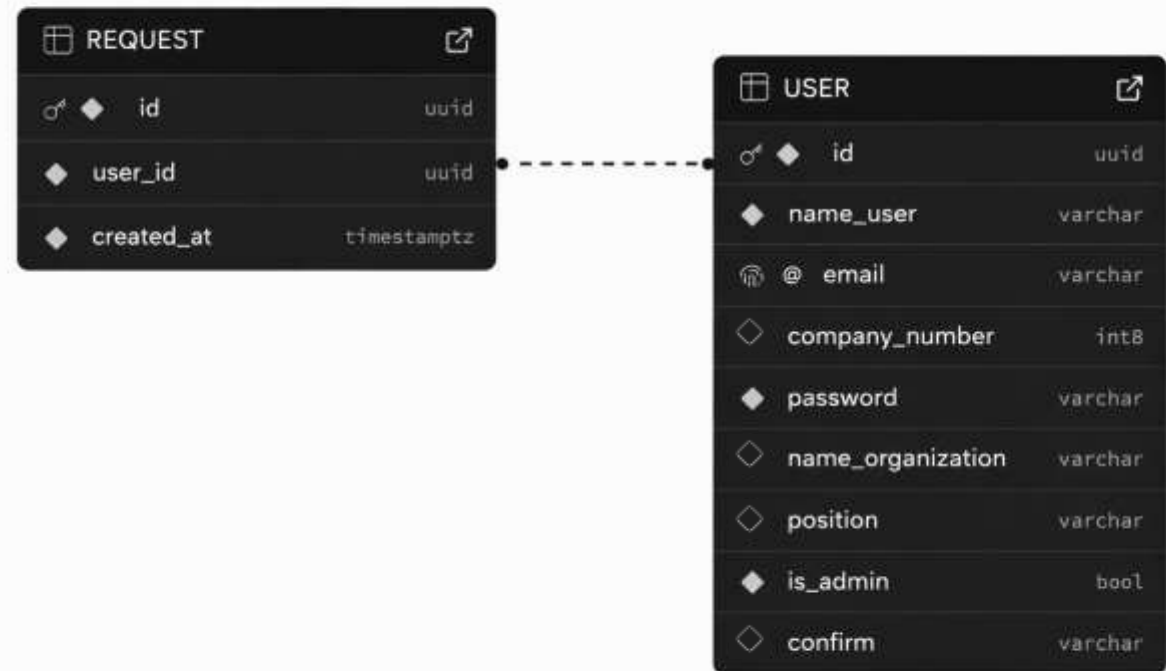 REQUEST
id uuid
user_id uuid
created_at timestamptz
USER
id uuid
name_user varchar
@ email varchar
company_number int8
password varchar
name_organization varchar
position varchar
is_admin bool
confirm varchar